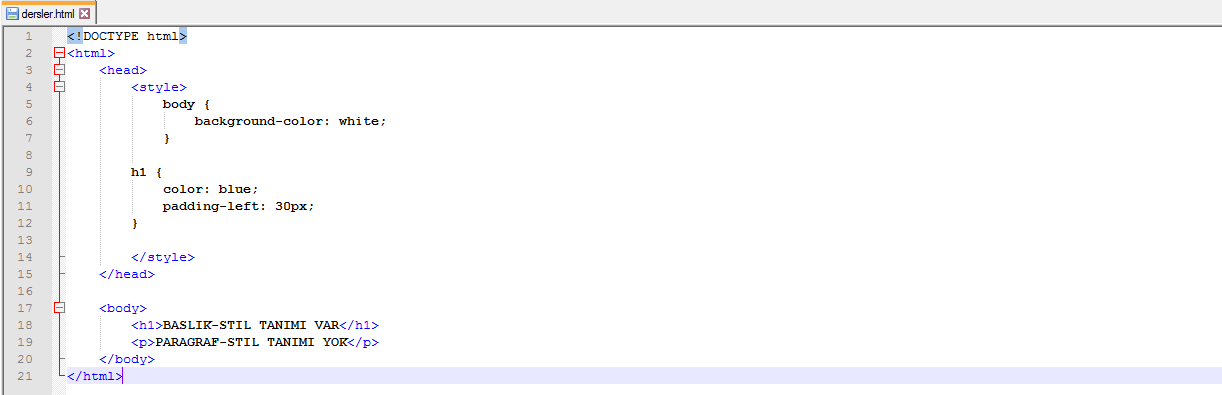 dersler.html
1 <!DOCTYPE html>
2 <html>
3 <head>
4 <style>
5 body {
6 background-color: white;
7 }
8
9 h1 {
10 color: blue;
11 padding-left: 30px;
12 }
13
14 </style>
15 </head>
16
17 <body>
18 <h1>BASLIK-STIL TANIMI VAR</h1>
19 <p>PARAGRAF-STIL TANIMI YOK</p>
20 </body>
21 </html>